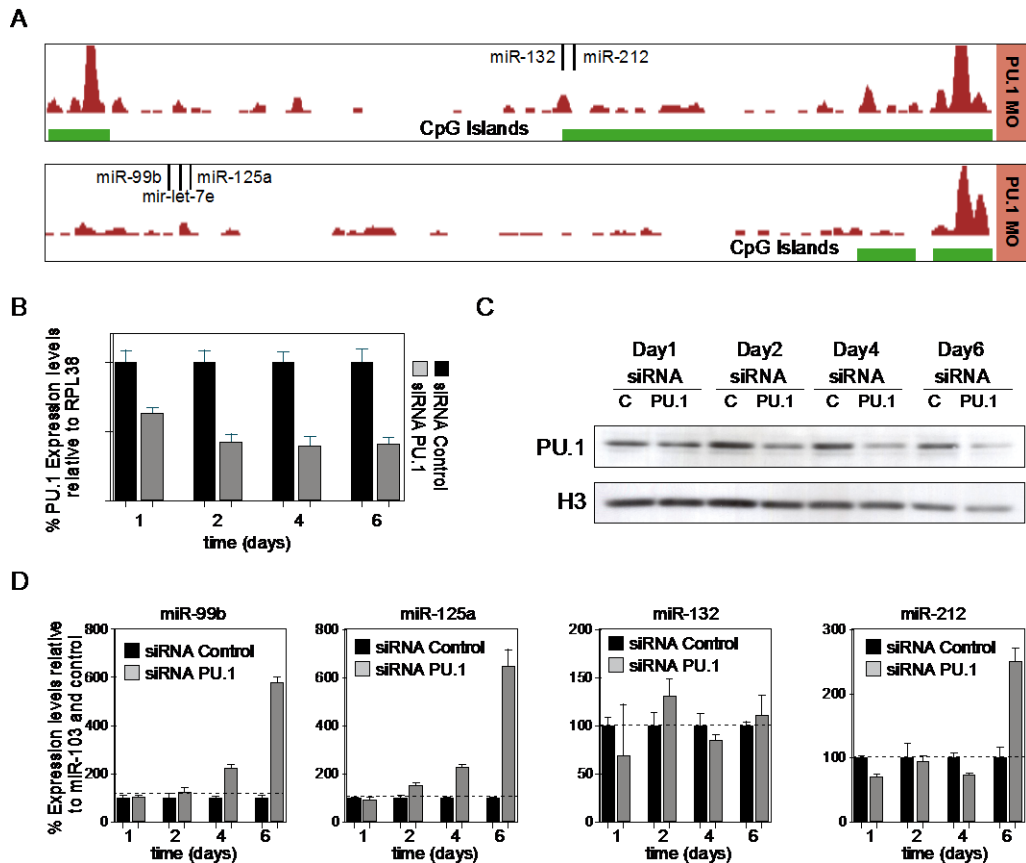 A
miR-132 miR-212
PU.1 MO
CpG Islands
miR-99b miR-125a
mir-let-7e
PU.1 MO
CpG Islands
B
% PU.1 Expression levels
relative to RPL38
1 2 4 6
time (days)
siRNA Control
siRNA PU.1
C
Day1 Day2 Day4 Day6
siRNA siRNA siRNA siRNA
C PU.1 C PU.1 C PU.1 C PU.1
PU.1
H3
D
% Expression levels relative
to miR-103 and control
miR-99b
800
600
400
200
0
siRNA Control
siRNA PU.1
1 2 4 6
time (days)
miR-125a
800
600
400
200
0
siRNA Control
siRNA PU.1
1 2 4 6
time (days)
miR-132
200
150
100
50
0
siRNA Control
siRNA PU.1
1 2 4 6
time (days)
miR-212
300
200
100
0
siRNA Control
siRNA PU.1
1 2 4 6
time (days)